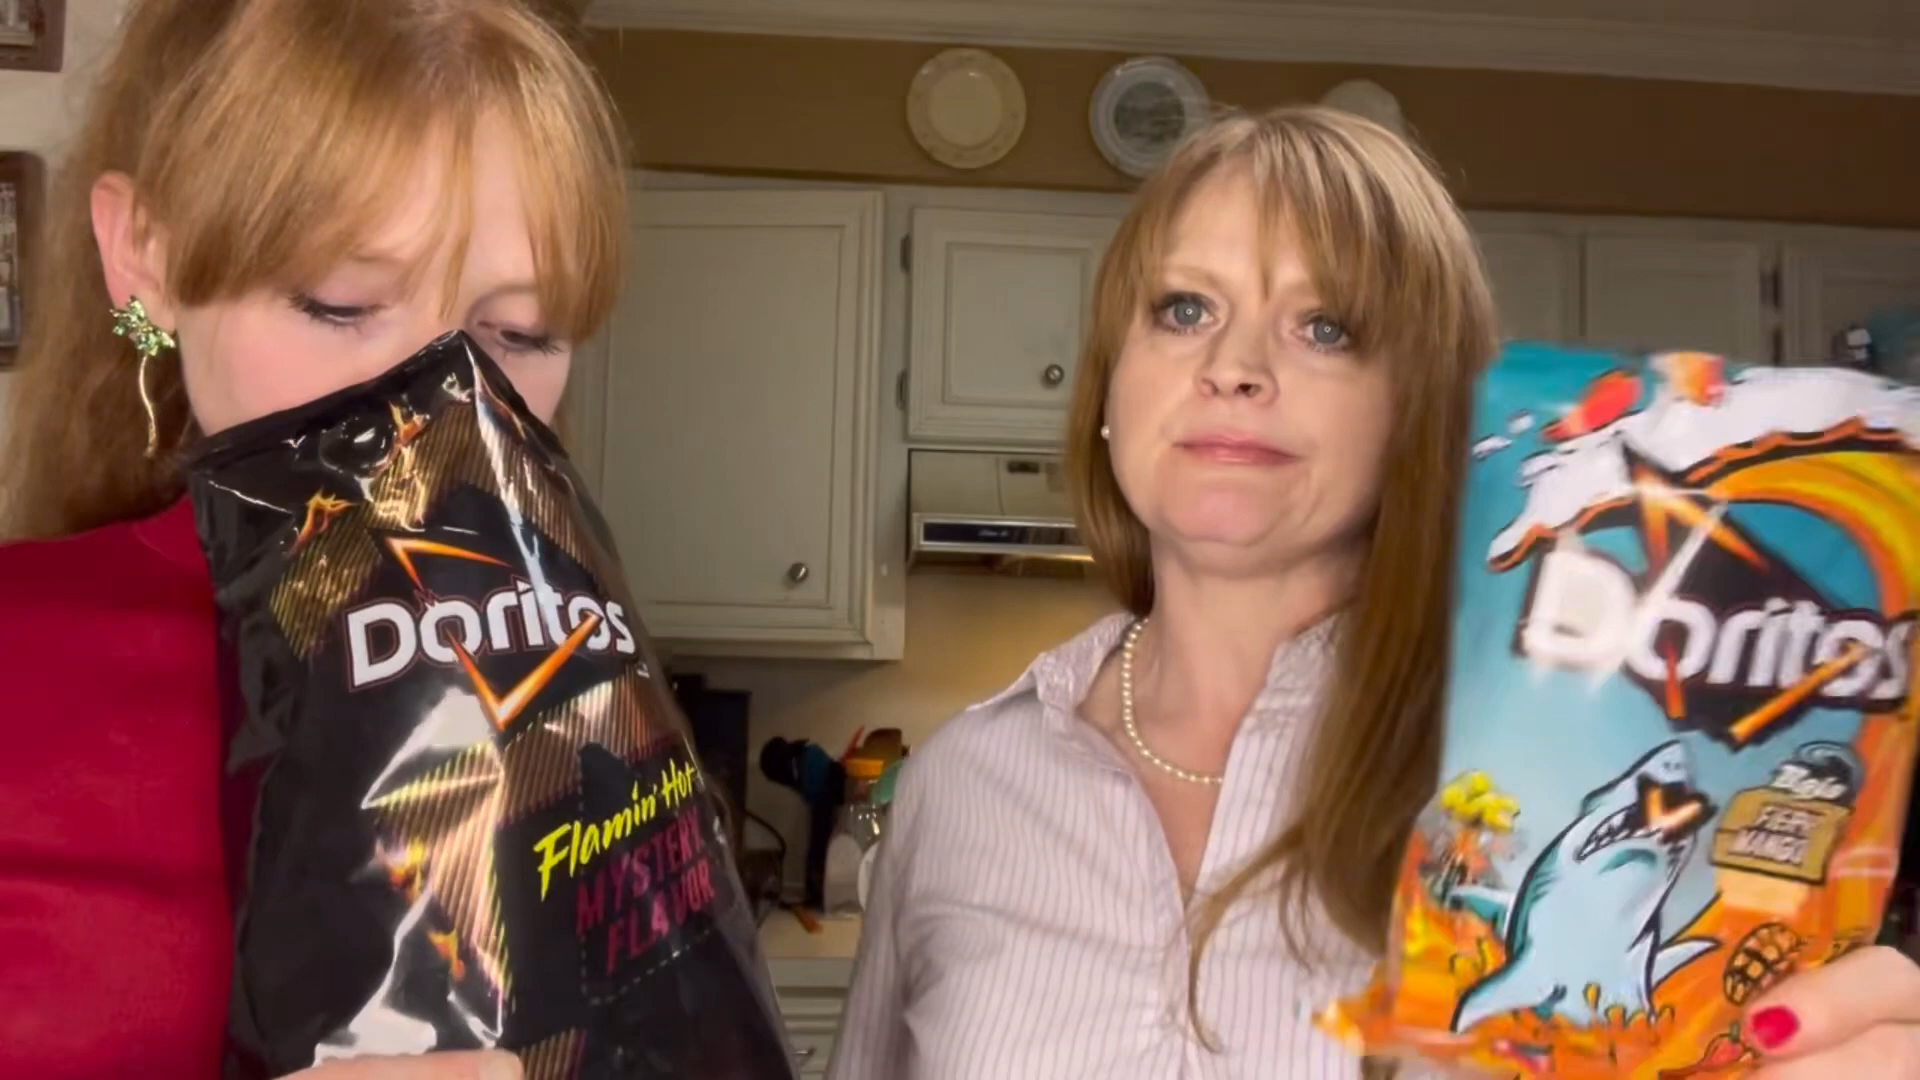 Doritos
Flamin' Hot
MYSTERY
FLAVOR
Doritos
FIERY
MANGO